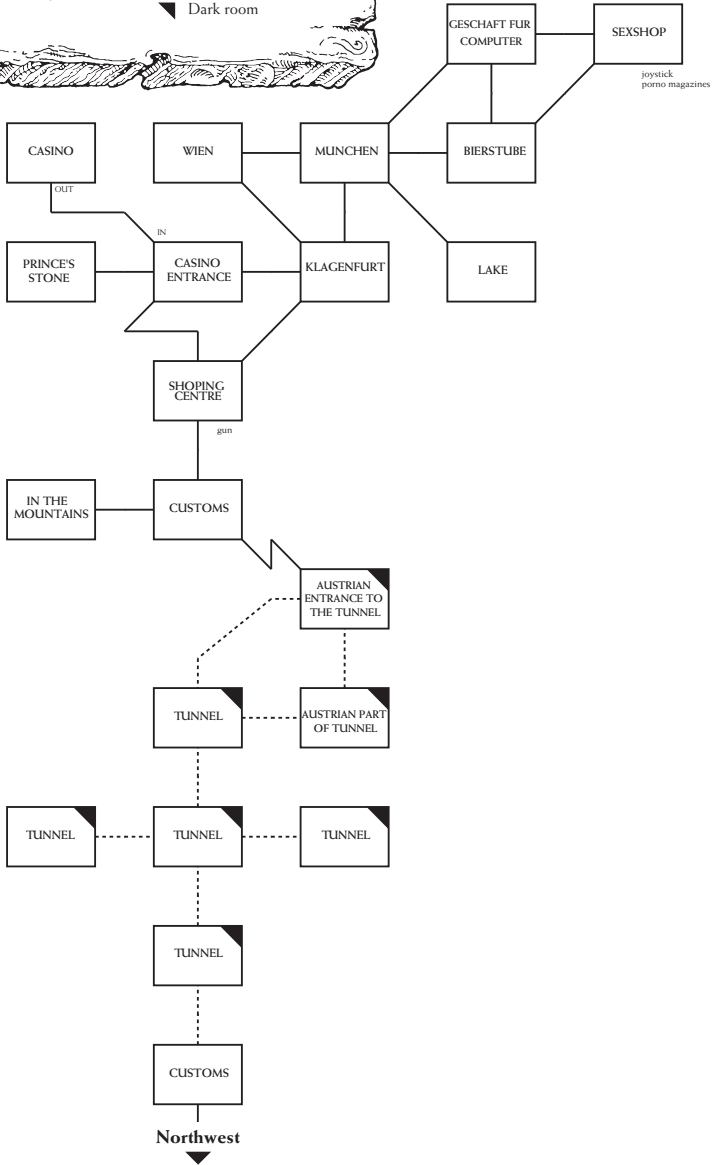 Dark room
GESCHAFT FUR
COMPUTER
SEXSHOP
joystick
porno magazines
CASINO
WIEN
MUNCHEN
BIERSTUBE
OUT
IN
PRINCE'S
STONE
CASINO
ENTRANCE
KLAGENFURT
LAKE
SHOPING
CENTRE
gun
IN THE
MOUNTAINS
CUSTOMS
AUSTRIAN
ENTRANCE TO
THE TUNNEL
TUNNEL
AUSTRIAN PART
OF TUNNEL
TUNNEL
TUNNEL
TUNNEL
TUNNEL
CUSTOMS
Northwest